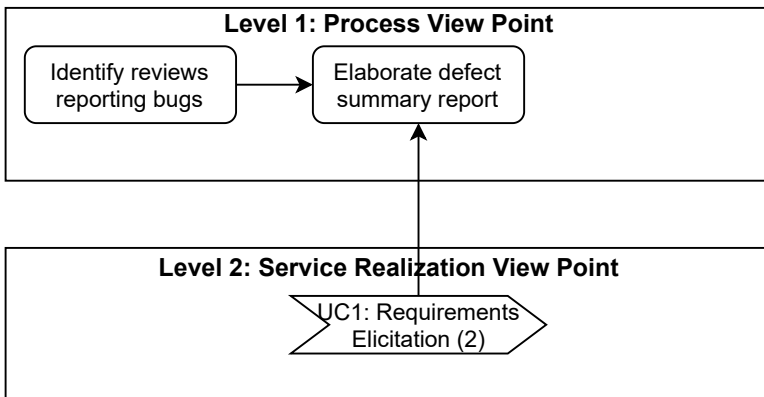 Level 1: Process View Point
Identify reviews
reporting bugs
Elaborate defect
summary report
Level 2: Service Realization View Point
UC1: Requirements
Elicitation (2)